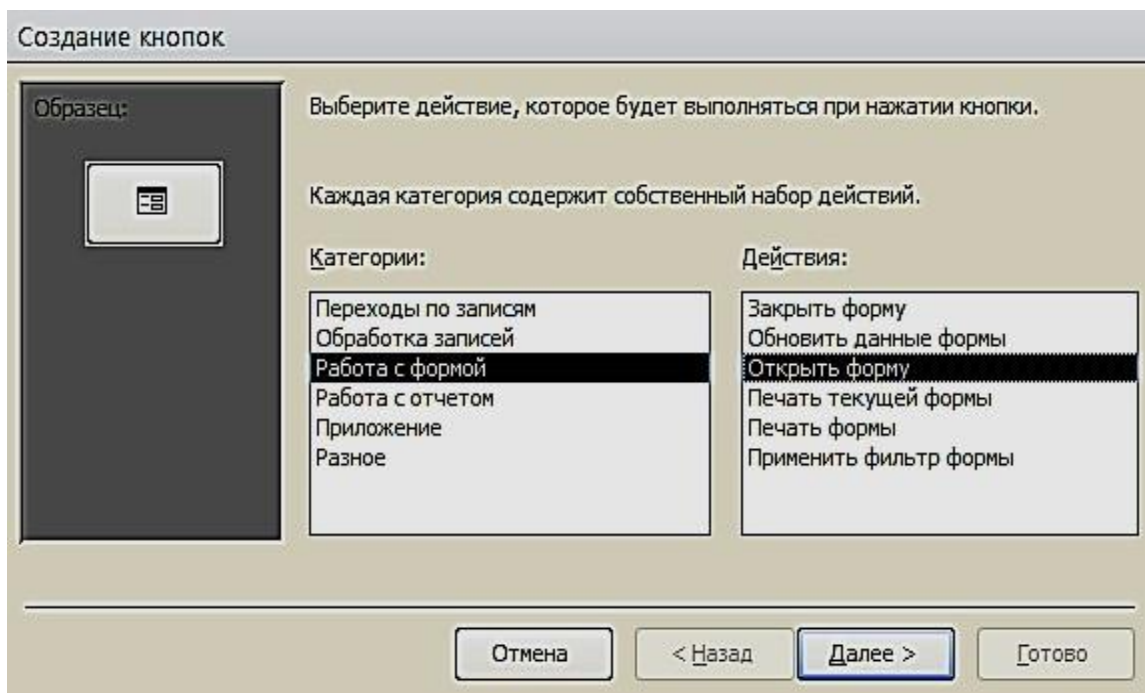 Создание кнопок
Образец:
Выберите действие, которое будет выполняться при нажатии кнопки.
Каждая категория содержит собственный набор действий.
Категории:
Переходы по записям
Обработка записей
Работа с формой
Работа с отчетом
Приложение
Разное
Действия:
Закрыть форму
Обновить данные формы
Открыть форму
Печать текущей формы
Печать формы
Применить фильтр формы
Отмена
< Назад
Далее >
Готово